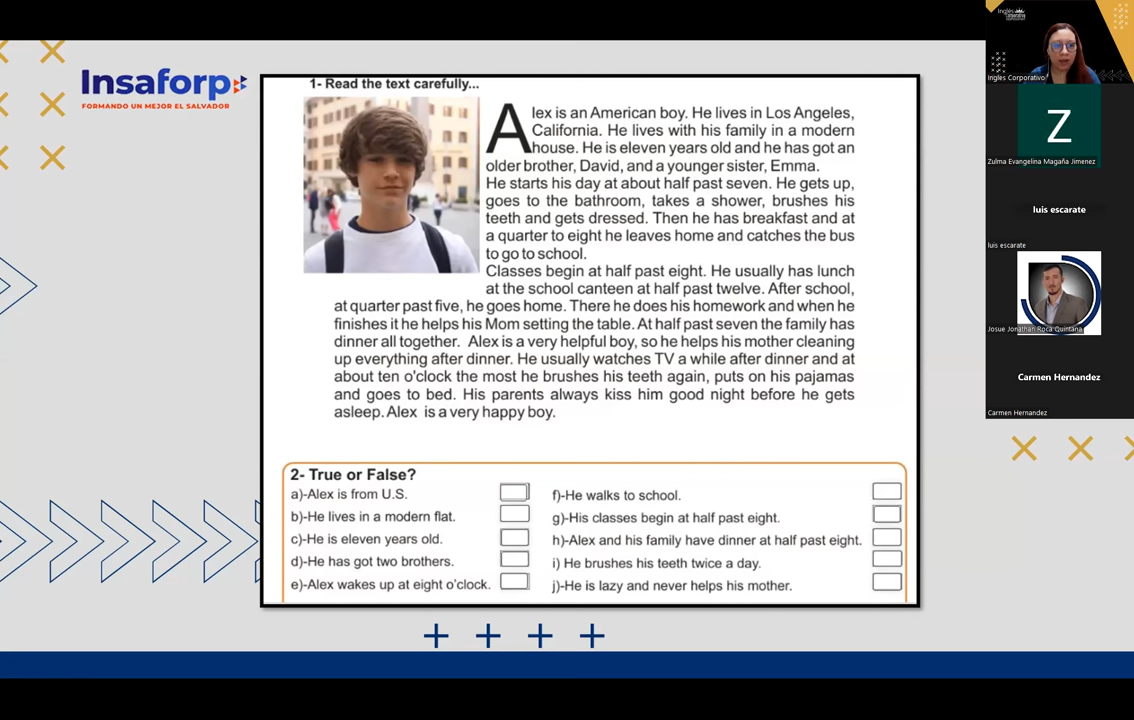 Insaforp
FORMANDO UN MEJOR EL SALVADOR
1- Read the text carefully...
Alex is an American boy. He lives in Los Angeles,
California. He lives with his family in a modern
house. He is eleven years old and he has got an
older brother, David, and a younger sister, Emma.
He starts his day at about half past seven. He gets up,
goes to the bathroom, takes a shower, brushes his
teeth and gets dressed. Then he has breakfast and at
a quarter to eight he leaves home and catches the bus
to go to school.
Classes begin at half past eight. He usually has lunch
at the school canteen at half past twelve. After school,
at quarter past five, he goes home. There he does his homework and when he
finishes it he helps his Mom setting the table. At half past seven the family has
dinner all together. Alex is a very helpful boy, so he helps his mother cleaning
up everything after dinner. He usually watches TV a while after dinner and at
about ten o'clock the most he brushes his teeth again, puts on his pajamas
and goes to bed. His parents always kiss him good night before he gets
asleep. Alex is a very happy boy.
2- True or False?
a)-Alex is from U.S.
b)-He lives in a modern flat.
c)-He is eleven years old.
d)-He has got two brothers.
e)-Alex wakes up at eight o'clock.
f)-He walks to school.
g)-His classes begin at half past eight.
h)-Alex and his family have dinner at half past eight.
i) He brushes his teeth twice a day.
j)-He is lazy and never helps his mother.
Inglés
Corporativo
Ingles Corporativo
Z
Zulma Evangelina Magaña Jimenez
luis escarate
luis escarate
Josue Jonathan Roca Quintana
Carmen Hernandez
Carmen Hernandez